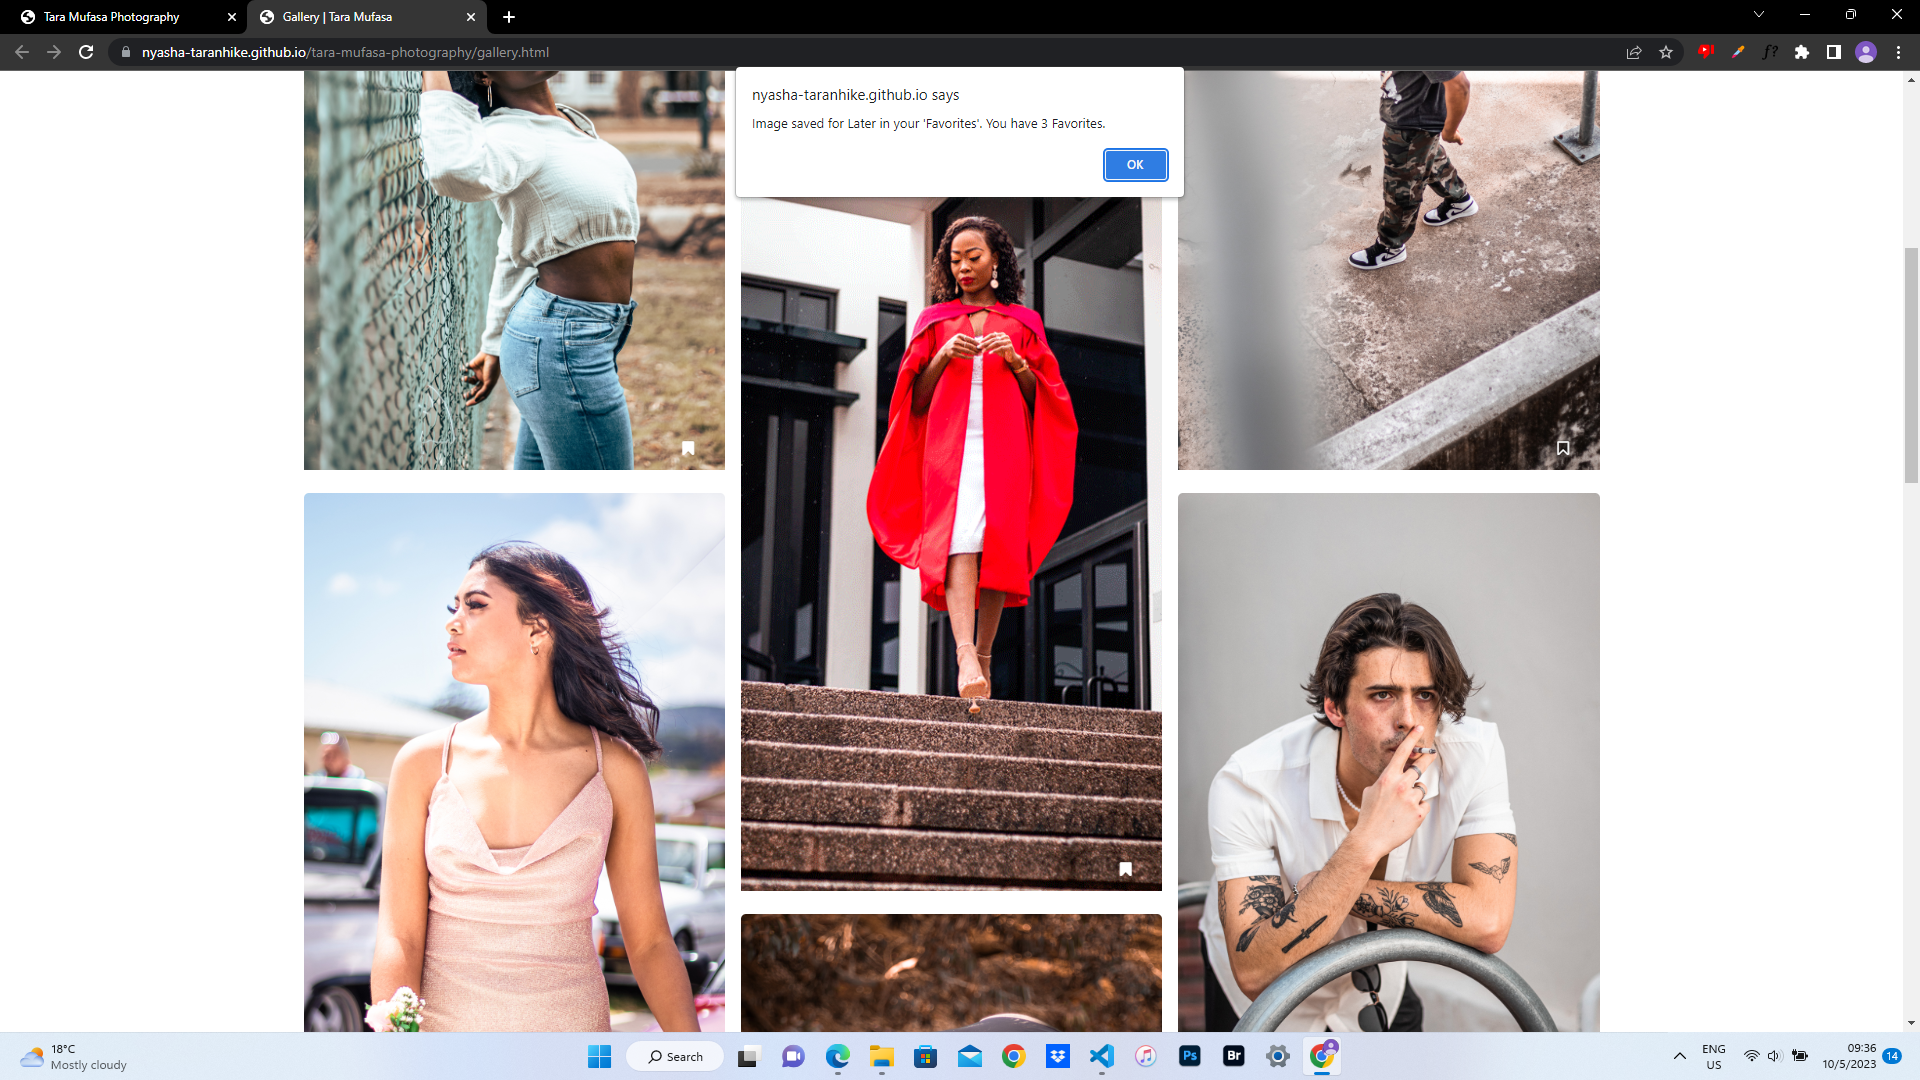 Tara Mufasa Photography
Gallery | Tara Mufasa
nyasha-taranhike.github.io/tara-mufasa-photography/gallery.html
f?
nyasha-taranhike.github.io says
Image saved for Later in your 'Favorites'. You have 3 Favorites.
OK
18°C
Mostly cloudy
Search
Ps
Br
ENG
US
09:36
10/5/2023
14